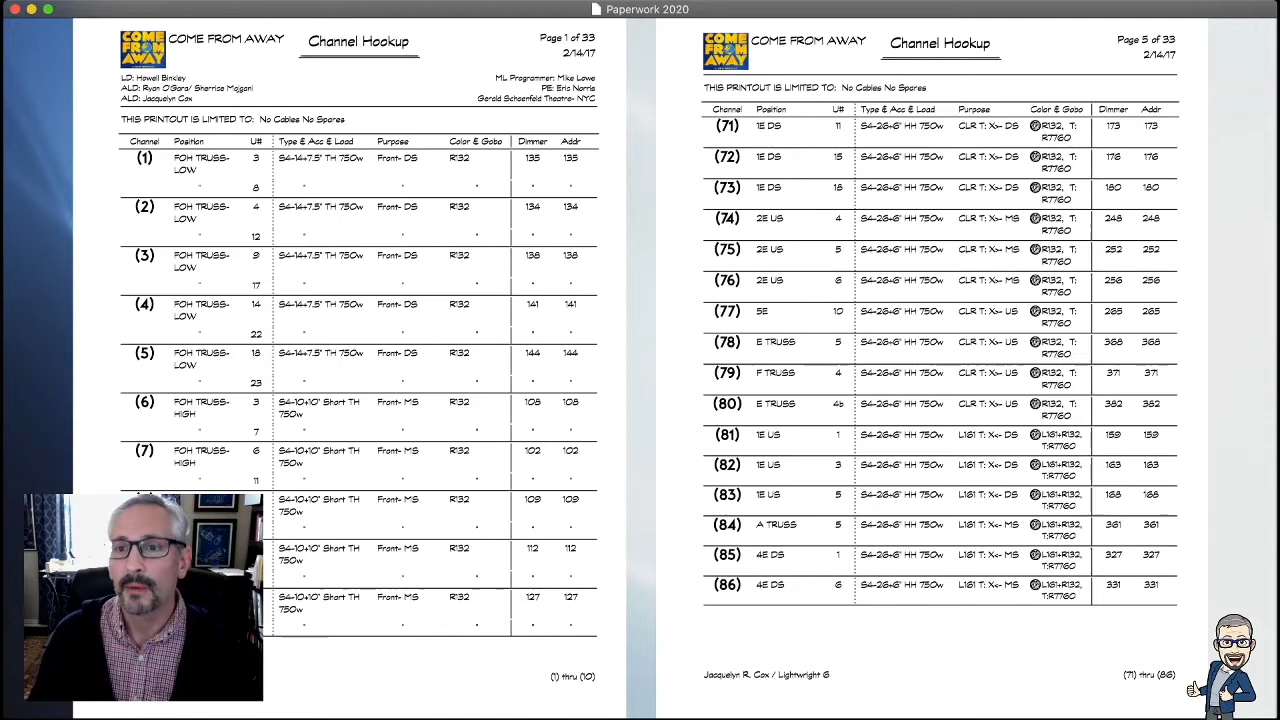 Paperwork 2020
COME FROM AWAY
COME FROM AWAY
Channel Hookup
Page 1 of 33
2/14/17
LD: Howell Binkley
ALD: Ryan O'Gara/ Sherrice Mojgani
ALD: Jacquelyn Cox
ML Programmer: Mike Lowe
PE: Eric Norris
Gerald Schoenfeld Theatre- NYC
THIS PRINTOUT IS LIMITED TO: No Cables No Spares
Channel Position U# Type & Acc & Load Purpose Color & Gobo Dimmer Addr
(1) FOH TRUSS- 3 S4-14+7.5" TH 750w Front- DS R132 135 135
LOW
" 8 " " " " "
(2) FOH TRUSS- 4 S4-14+7.5" TH 750w Front- DS R132 134 134
LOW
" 12 " " " " "
(3) FOH TRUSS- 9 S4-14+7.5" TH 750w Front- DS R132 138 138
LOW
" 17 " " " " "
(4) FOH TRUSS- 14 S4-14+7.5" TH 750w Front- DS R132 141 141
LOW
" 22 " " " " "
(5) FOH TRUSS- 18 S4-14+7.5" TH 750w Front- DS R132 144 144
LOW
" 23 " " " " "
(6) FOH TRUSS- 3 S4-10+10" Short TH Front- MS R132 108 108
HIGH 750w
" 7 " " " " "
(7) FOH TRUSS- 6 S4-10+10" Short TH Front- MS R132 102 102
HIGH 750w
" 11 " " " " "
S4-10+10" Short TH Front- MS R132 109 109
750w
" " " " "
S4-10+10" Short TH Front- MS R132 112 112
750w
" " " " "
S4-10+10" Short TH Front- MS R132 127 127
750w
" " " " "
(1) thru (10)
COME FROM AWAY
COME FROM AWAY
Channel Hookup
Page 5 of 33
2/14/17
THIS PRINTOUT IS LIMITED TO: No Cables No Spares
Channel Position U# Type & Acc & Load Purpose Color & Gobo Dimmer Addr
(71) 1E DS 11 S4-26+6" HH 750w CLR T; X>- DS R132, T: 173 173
R7760
(72) 1E DS 15 S4-26+6" HH 750w CLR T; X>- DS R132, T: 176 176
R7760
(73) 1E DS 18 S4-26+6" HH 750w CLR T; X>- DS R132, T: 180 180
R7760
(74) 2E US 4 S4-26+6" HH 750w CLR T; X>- MS R132, T: 248 248
R7760
(75) 2E US 5 S4-26+6" HH 750w CLR T; X>- MS R132, T: 252 252
R7760
(76) 2E US 6 S4-26+6" HH 750w CLR T; X>- MS R132, T: 256 256
R7760
(77) 5E 10 S4-26+6" HH 750w CLR T; X>- US R132, T: 265 265
R7760
(78) E TRUSS 5 S4-26+6" HH 750w CLR T; X>- US R132, T: 368 368
R7760
(79) F TRUSS 4 S4-26+6" HH 750w CLR T; X>- US R132, T: 371 371
R7760
(80) E TRUSS 4b S4-26+6" HH 750w CLR T; X>- US R132, T: 382 382
R7760
(81) 1E US 1 S4-26+6" HH 750w L161 T; X<- DS L161+R132, 159 159
T:R7760
(82) 1E US 3 S4-26+6" HH 750w L161 T; X<- DS L161+R132, 163 163
T:R7760
(83) 1E US 5 S4-26+6" HH 750w L161 T; X<- DS L161+R132, 168 168
T:R7760
(84) A TRUSS 5 S4-26+6" HH 750w L161 T; X<- MS L161+R132, 361 361
T:R7760
(85) 4E DS 1 S4-26+6" HH 750w L161 T; X<- MS L161+R132, 327 327
T:R7760
(86) 4E DS 6 S4-26+6" HH 750w L161 T; X<- MS L161+R132, 331 331
T:R7760
Jacquelyn R. Cox / Lightwright 6
(71) thru (86)